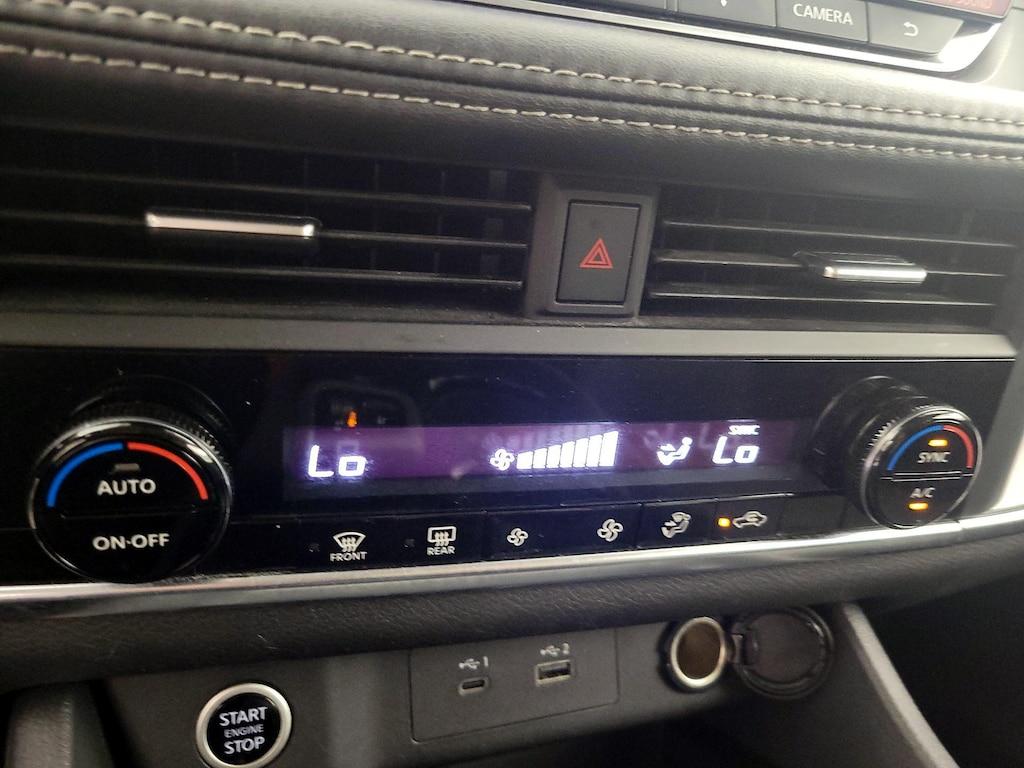 CAMERA
SYNC
Lo
Lo
AUTO
ON-OFF
SYNC
A/C
FRONT
REAR
1
2
START
ENGINE
STOP